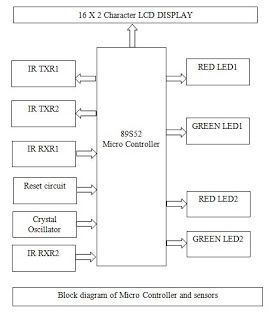 16 X 2 Character LCD DISPLAY
IR TXR1
IR TXR2
IR RXR1
Reset circuit
Crystal
Oscillator
IR RXR2
89S52
Micro Controller
RED LED1
GREEN LED1
RED LED2
GREEN LED2
Block diagram of Micro Controller and sensors